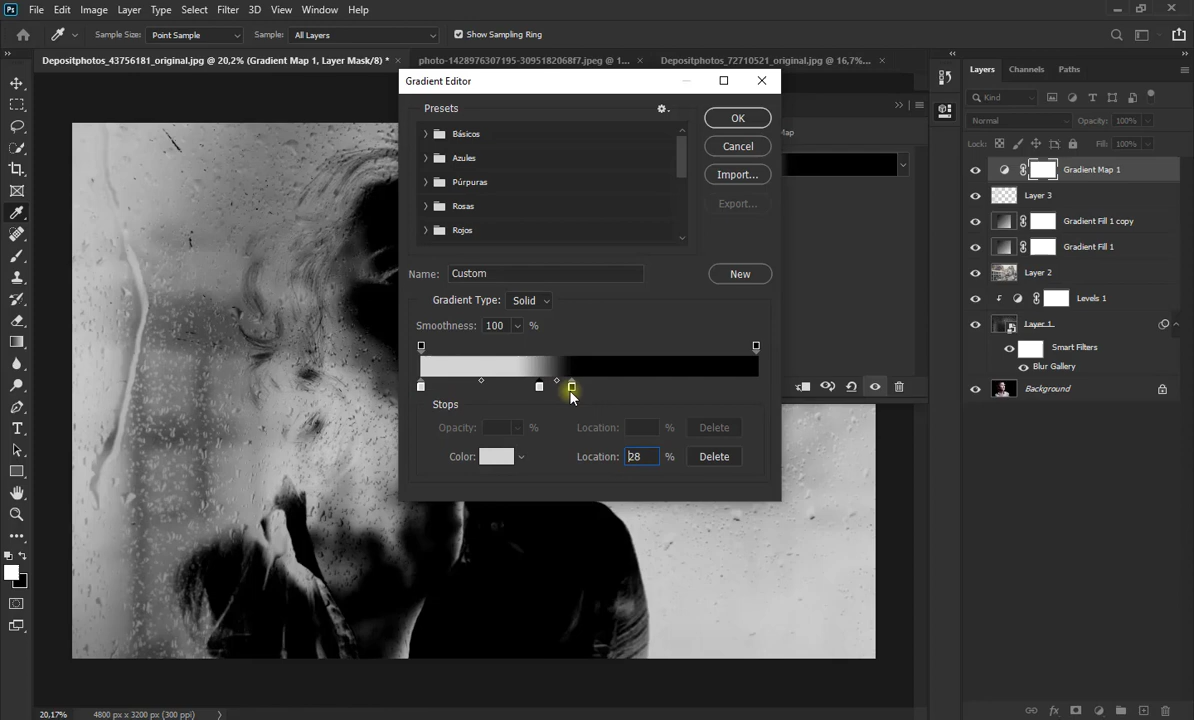 Ps File Edit Image Layer Type Select Filter 3D View Window Help
Sample Size: Point Sample Sample: All Layers Show Sampling Ring
Depositphotos_43756181_original.jpg @ 20,2% (Gradient Map 1, Layer Mask/8) * × photo-1428976307195-3095182068f7.jpeg @ 1... × Depositphotos_72710521_original.jpg @ 16,7%... ×
Gradient Editor
Presets
Básicos
Azules
Púrpuras
Rosas
Rojos
OK
Cancel
Import...
Export...
Name: Custom
New
Gradient Type: Solid
Smoothness: 100 %
Stops
Opacity: % Location: % Delete
Color: Location: 28 % Delete
Map
Layers Channels Paths
Kind
Normal Opacity: 100%
Lock: Fill: 100%
Gradient Map 1
Layer 3
Gradient Fill 1 copy
Gradient Fill 1
Layer 2
Levels 1
Layer 1
Smart Filters
Blur Gallery
Background
20,17% 4800 px x 3200 px (300 ppi)